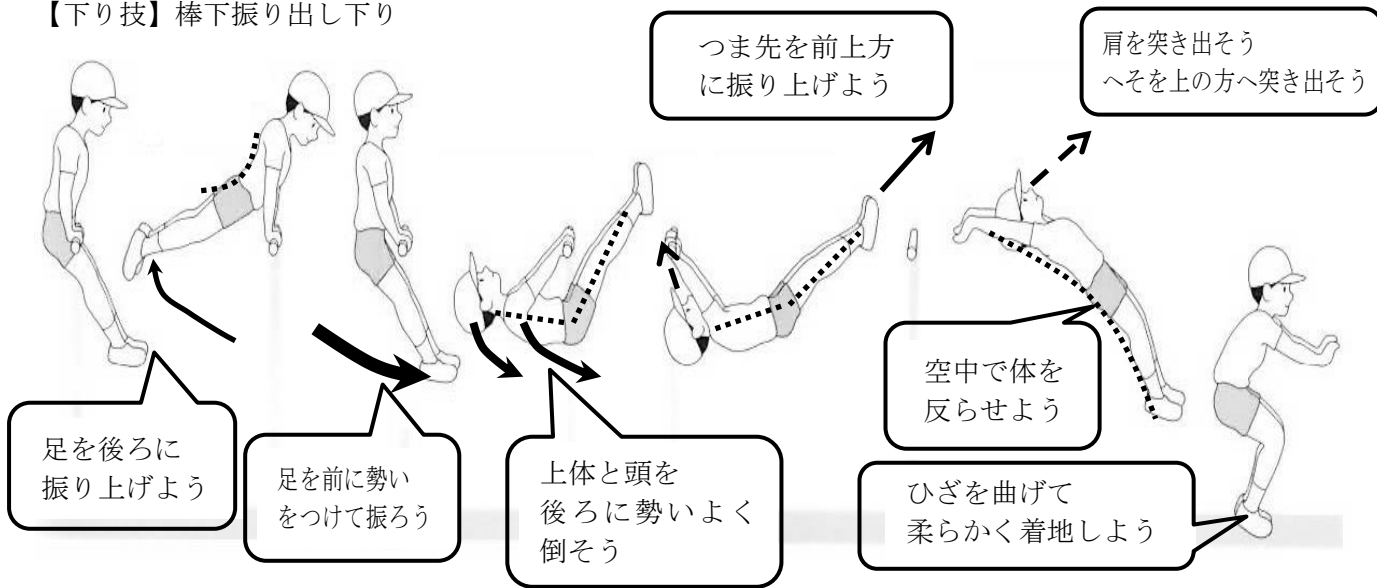 【下り技】棒下振り出し下り
足を後ろに
振り上げよう
足を前に勢い
をつけて振ろう
上体と頭を
後ろに勢いよく
倒そう
つま先を前上方
に振り上げよう
肩を突き出そう
へそを上の方へ突き出そう
空中で体を
反らせよう
ひざを曲げて
柔らかく着地しよう